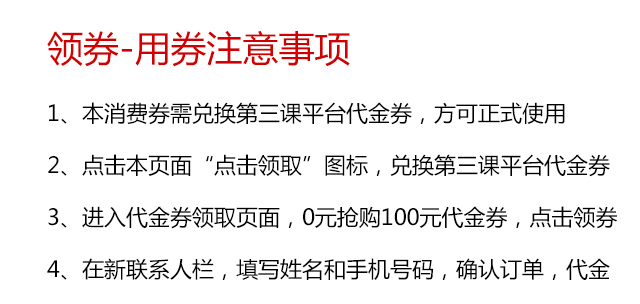 领券-用券注意事项
1、本消费券需兑换第三课平台代金券，方可正式使用
2、点击本页面“点击领取”图标，兑换第三课平台代金券
3、进入代金券领取页面，0元抢购100元代金券，点击领券
4、在新联系人栏，填写姓名和手机号码，确认订单，代金